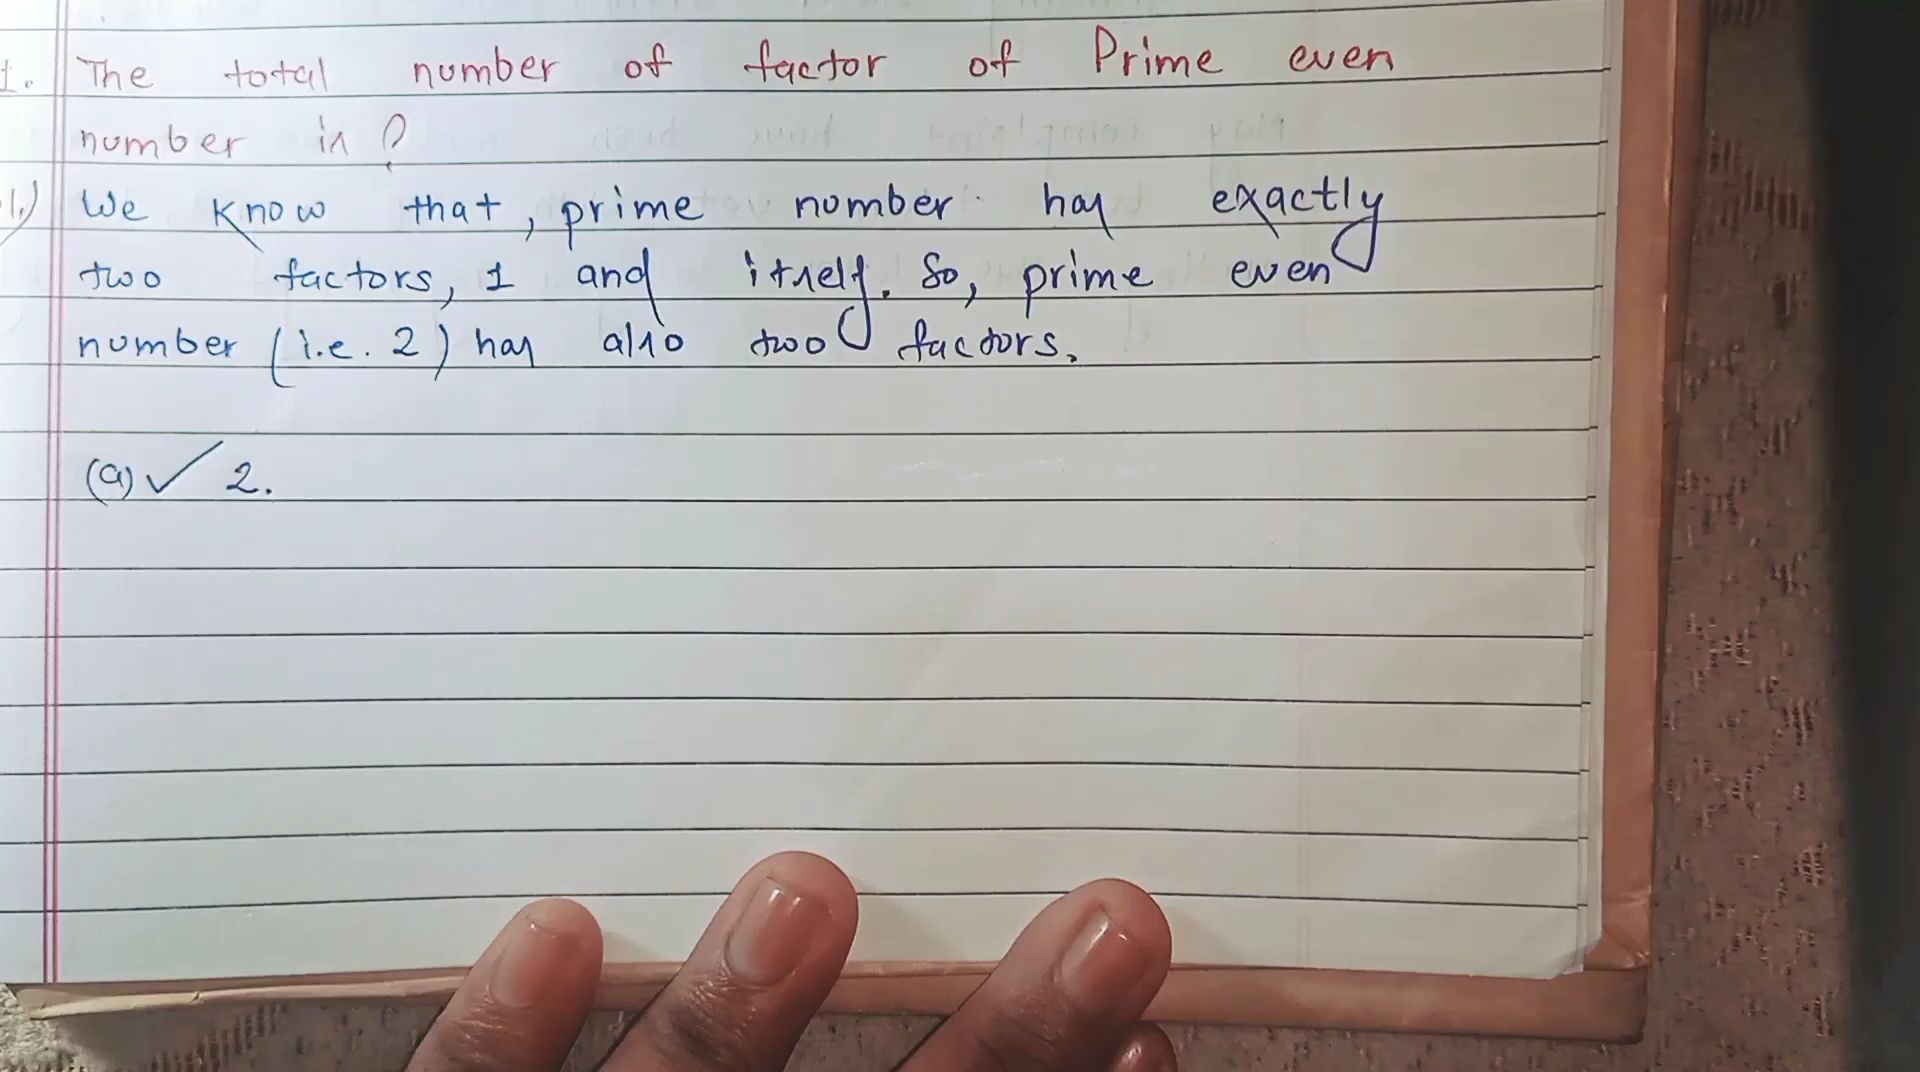 1. The total number of factor of Prime even
number is ?
1.) We know that, prime number has exactly
two factors, 1 and itself. So, prime even
number (i.e. 2) has also two factors.
(a) ✓ 2.